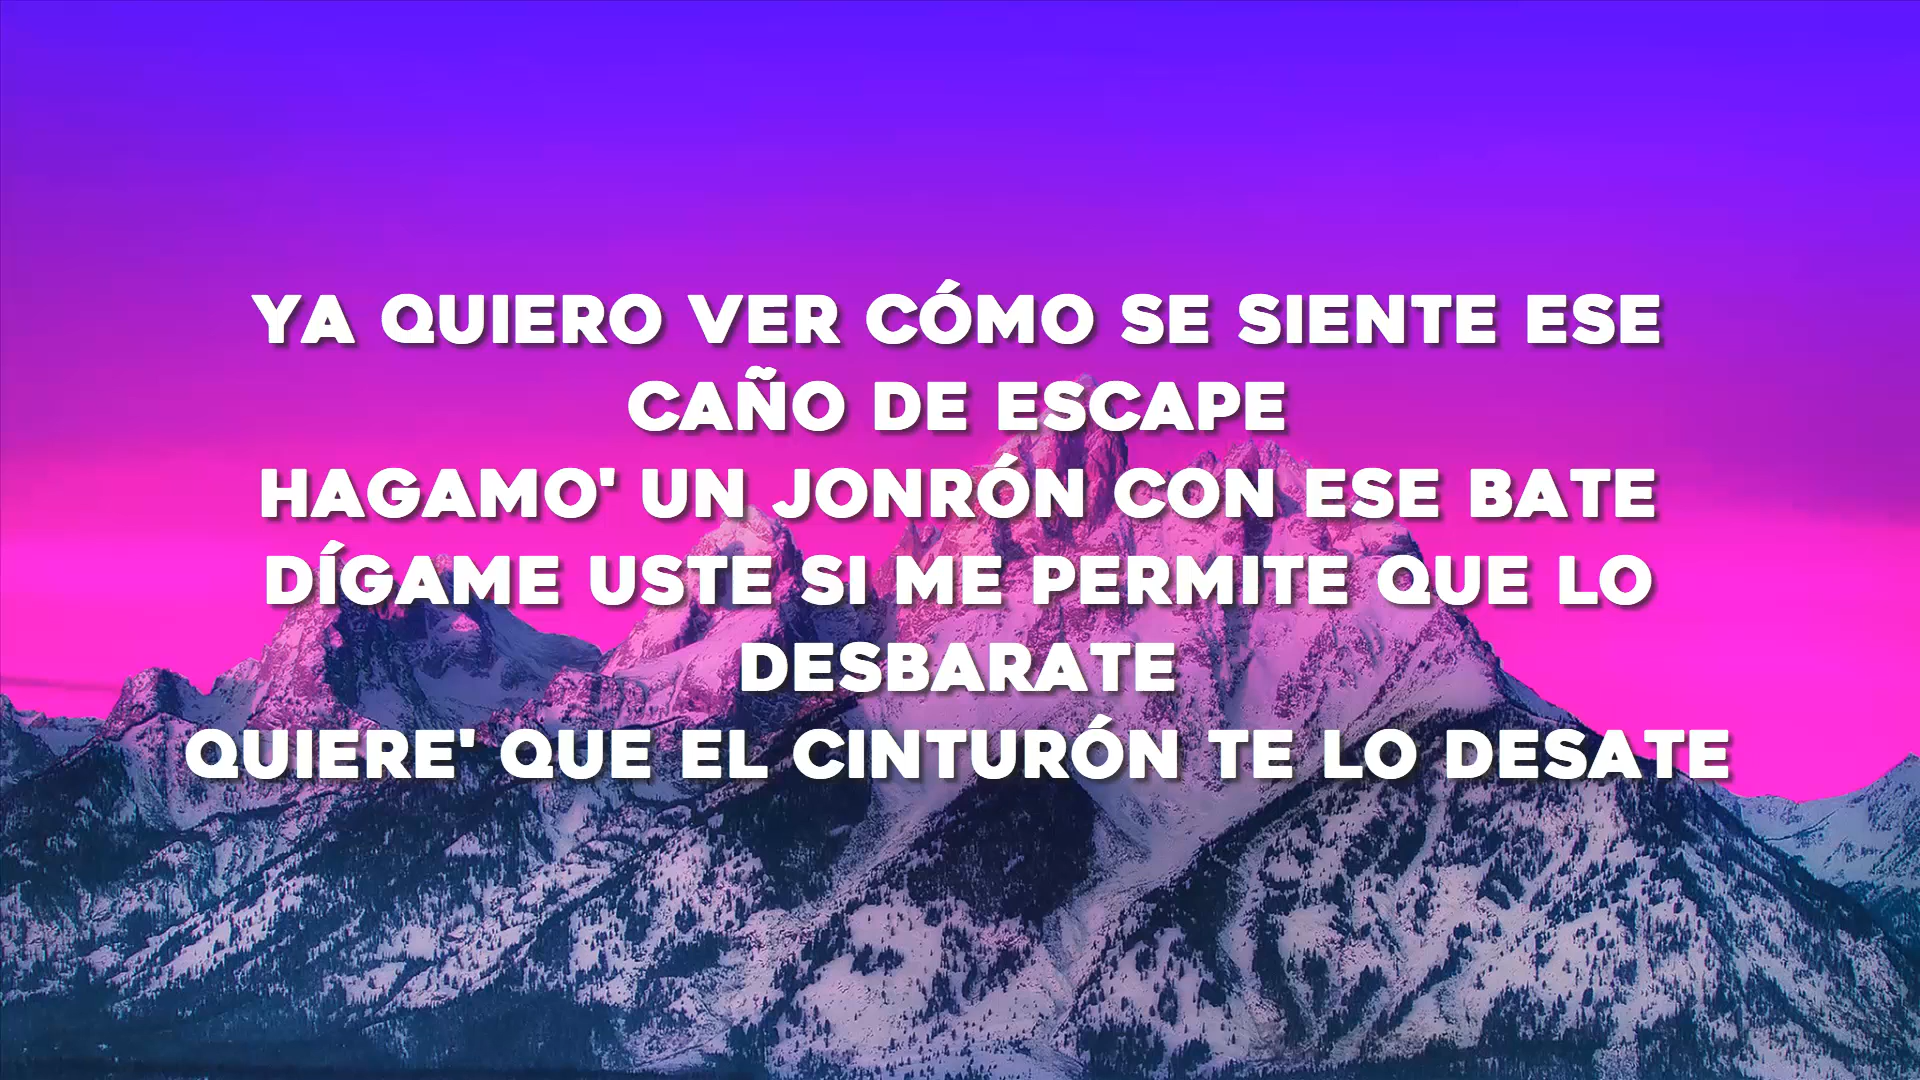 YA QUIERO VER CÓMO SE SIENTE ESE
CAÑO DE ESCAPE
HAGAMO' UN JONRÓN CON ESE BATE
DÍGAME USTE SI ME PERMITE QUE LO
DESBARATE
QUIERE' QUE EL CINTURÓN TE LO DESATE